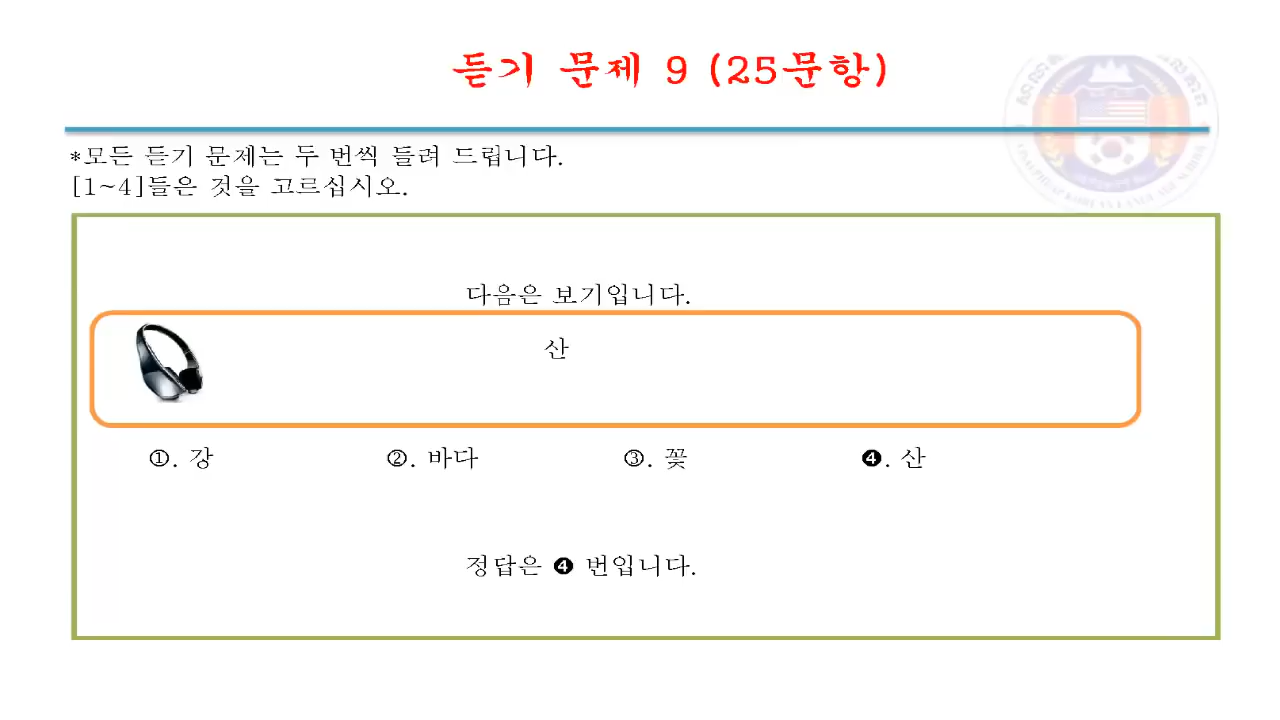 듣기 문제 9 (25문항)
*모든 듣기 문제는 두 번씩 들려 드립니다.
[1~4]들은 것을 고르십시오.
다음은 보기입니다.
산
①. 강 ②. 바다 ③. 꽃 ❹. 산
정답은 ❹ 번입니다.